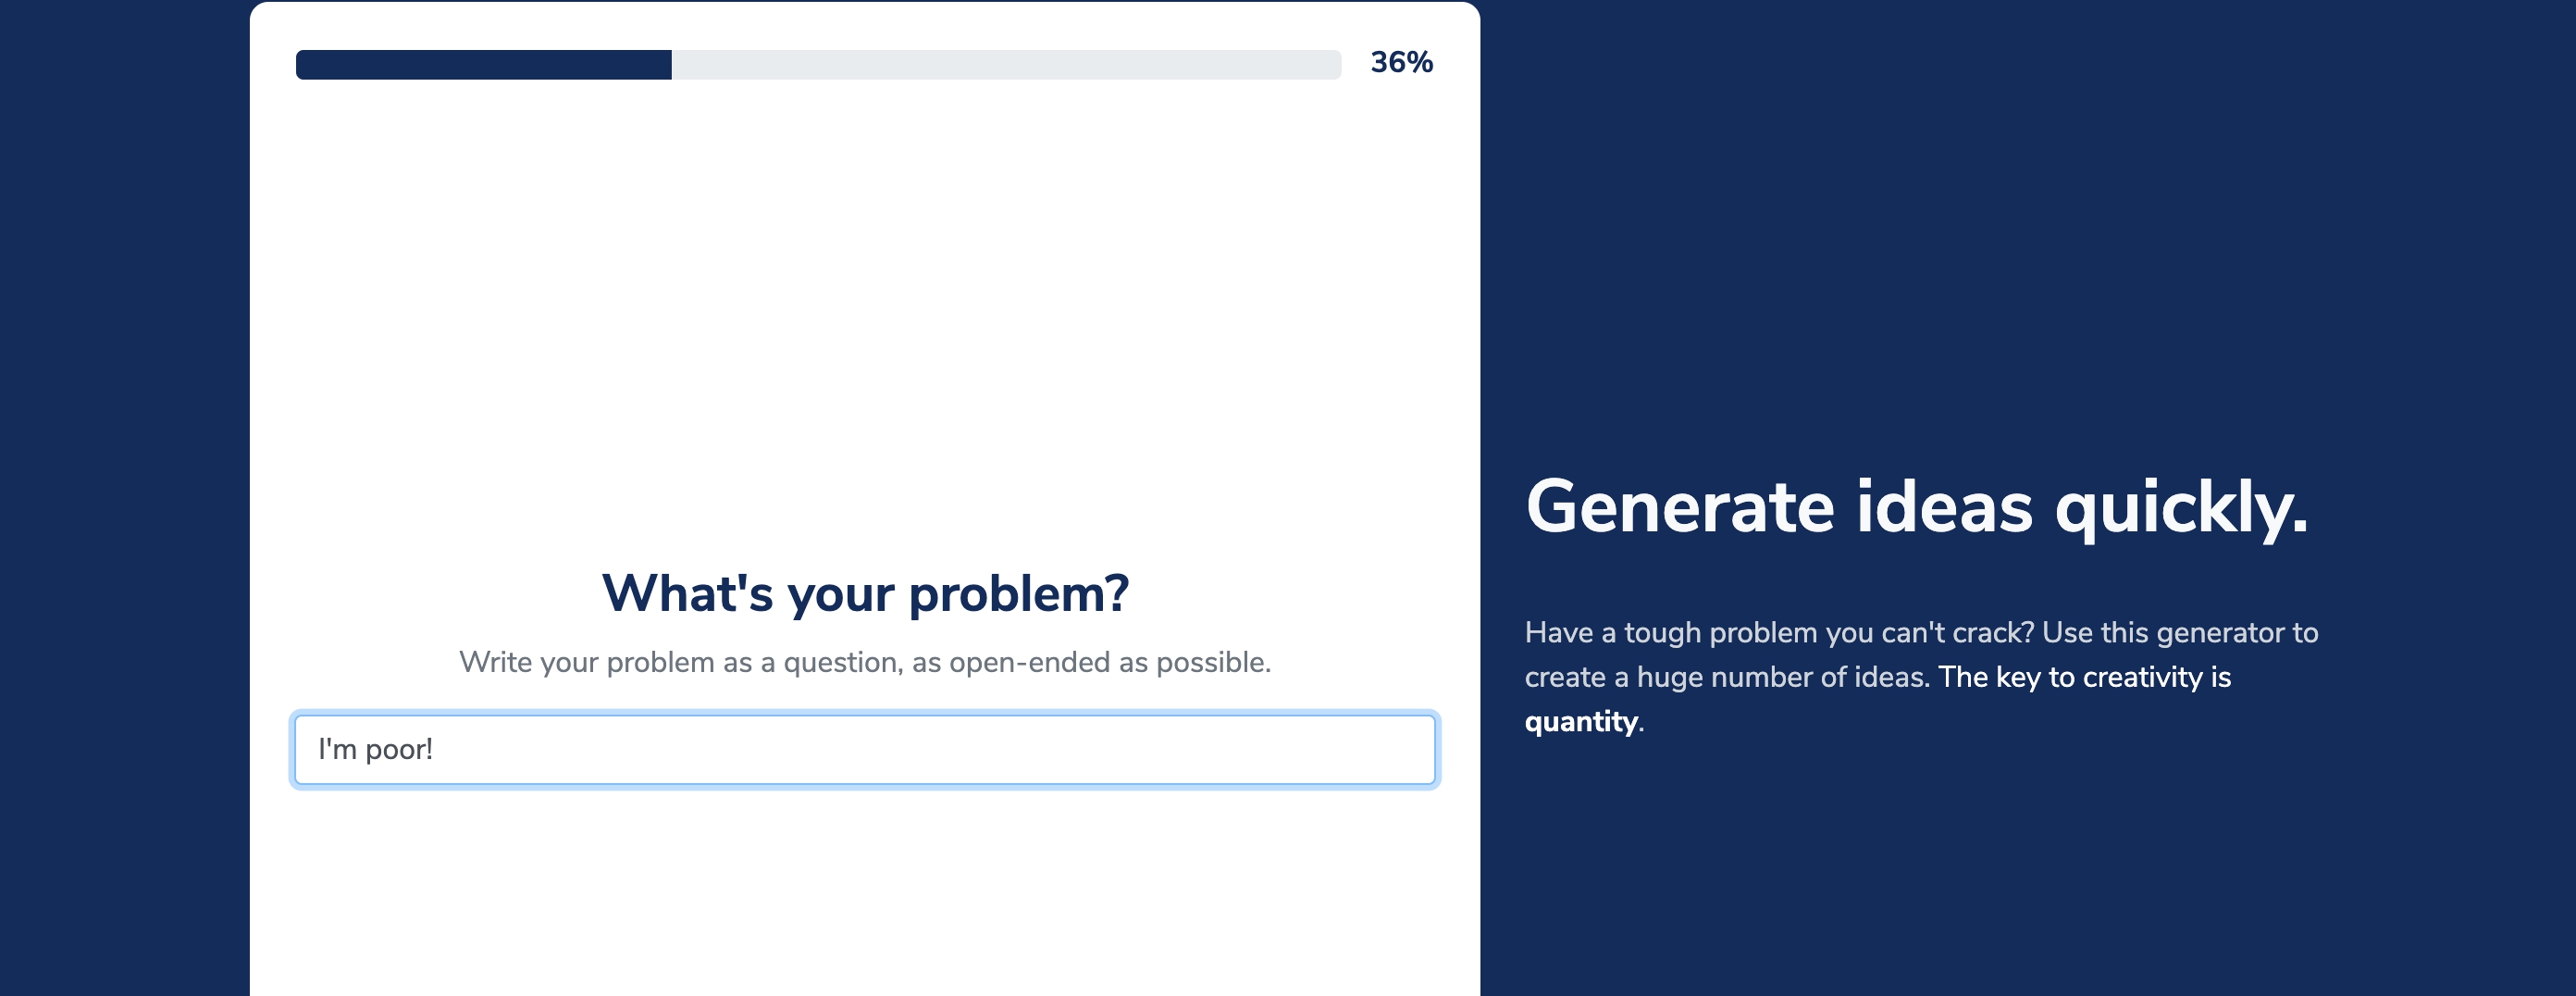 36%
What's your problem?
Write your problem as a question, as open-ended as possible.
I'm poor!
Generate ideas quickly.
Have a tough problem you can't crack? Use this generator to
create a huge number of ideas. The key to creativity is
quantity.